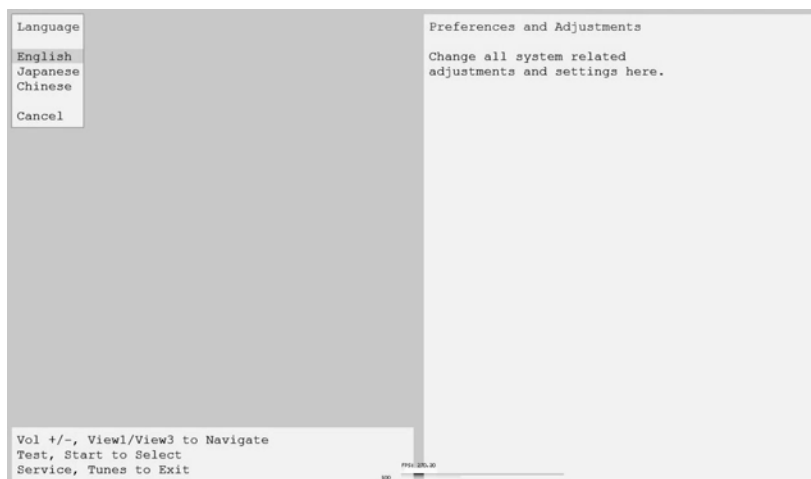 Language
English
Japanese
Chinese
Cancel
Preferences and Adjustments
Change all system related
adjustments and settings here.
Vol +/-, View1/View3 to Navigate
Test, Start to Select
Service, Tunes to Exit